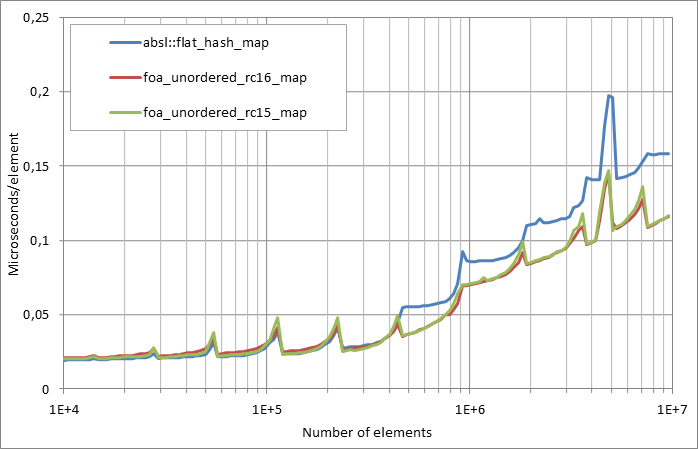 0,25
absl::flat_hash_map
foa_unordered_rc16_map
foa_unordered_rc15_map
0,2
0,15
0,1
0,05
0
Microseconds/element
1E+4 1E+5 1E+6 1E+7
Number of elements